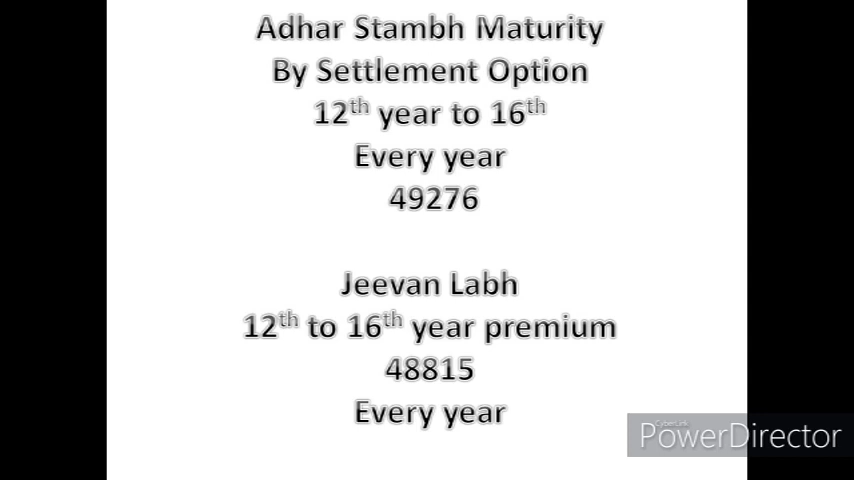 Adhar Stambh Maturity
By Settlement Option
12th year to 16th
Every year
49276
Jeevan Labh
12th to 16th year premium
48815
Every year
CyberLink
PowerDirector